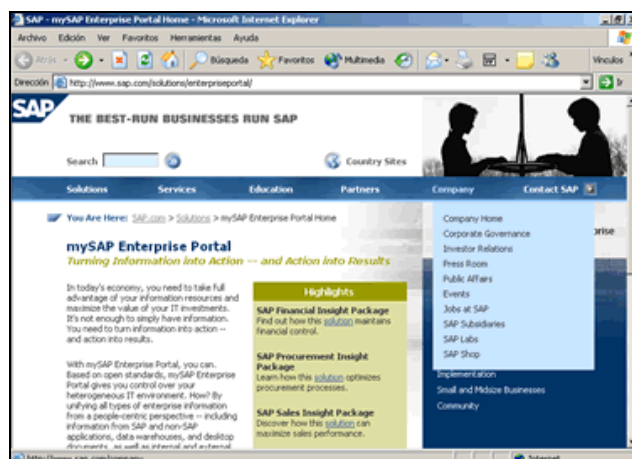 SAP - mySAP Enterprise Portal Home - Microsoft Internet Explorer
Archivo Edición Ver Favoritos Herramientas Ayuda
Atrás Búsqueda Favoritos Multimedia Vínculos
Dirección http://www.sap.com/solutions/enterpriseportal/ Ir
SAP
THE BEST-RUN BUSINESSES RUN SAP
Search Country Sites
Solutions Services Education Partners Company Contact SAP
You Are Here: SAP.com > Solutions > mySAP Enterprise Portal Home
mySAP Enterprise Portal
Turning Information into Action -- and Action into Results
In today's economy, you need to take full
advantage of your information resources and
maximize the value of your IT investments.
It's not enough to simply have information.
You need to turn information into action --
and action into results.
With mySAP Enterprise Portal, you can.
Based on open standards, mySAP Enterprise
Portal gives you control over your
heterogeneous IT environment. How? By
unifying all types of enterprise information
from a people-centric perspective -- including
information from SAP and non-SAP
applications, data warehouses, and desktop
documents, as well as internal and external
Highlights
SAP Financial Insight Package
Find out how this solution maintains
financial control.
SAP Procurement Insight
Package
Learn how this solution optimizes
procurement processes.
SAP Sales Insight Package
Discover how this solution can
maximize sales performance.
Company Home
Corporate Governance
Investor Relations
Press Room
Public Affairs
Events
Jobs at SAP
SAP Subsidiaries
SAP Labs
SAP Shop
Implementation
Small and Midsize Businesses
Community
http://www.sap.com/company Internet